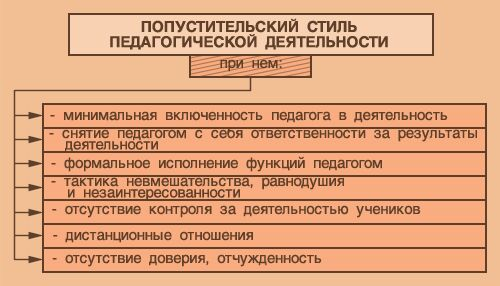 ПОПУСТИТЕЛЬСКИЙ СТИЛЬ
ПЕДАГОГИЧЕСКОЙ ДЕЯТЕЛЬНОСТИ
при нем:
- минимальная включенность педагога в деятельность
- снятие педагогом с себя ответственности за результаты
деятельности
- формальное исполнение функций педагогом
- тактика невмешательства, равнодушия
и незаинтересованности
- отсутствие контроля за деятельностью учеников
- дистанционные отношения
- отсутствие доверия, отчужденность